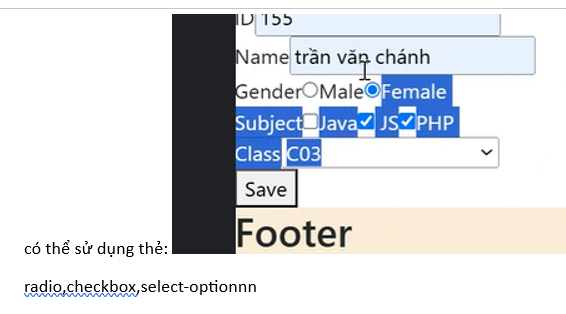 ID 155
Name trần văn chánh
Gender Male Female
Subject Java JS PHP
Class C03
Save
Footer
có thể sử dụng thẻ:
radio,checkbox,select-optionnn